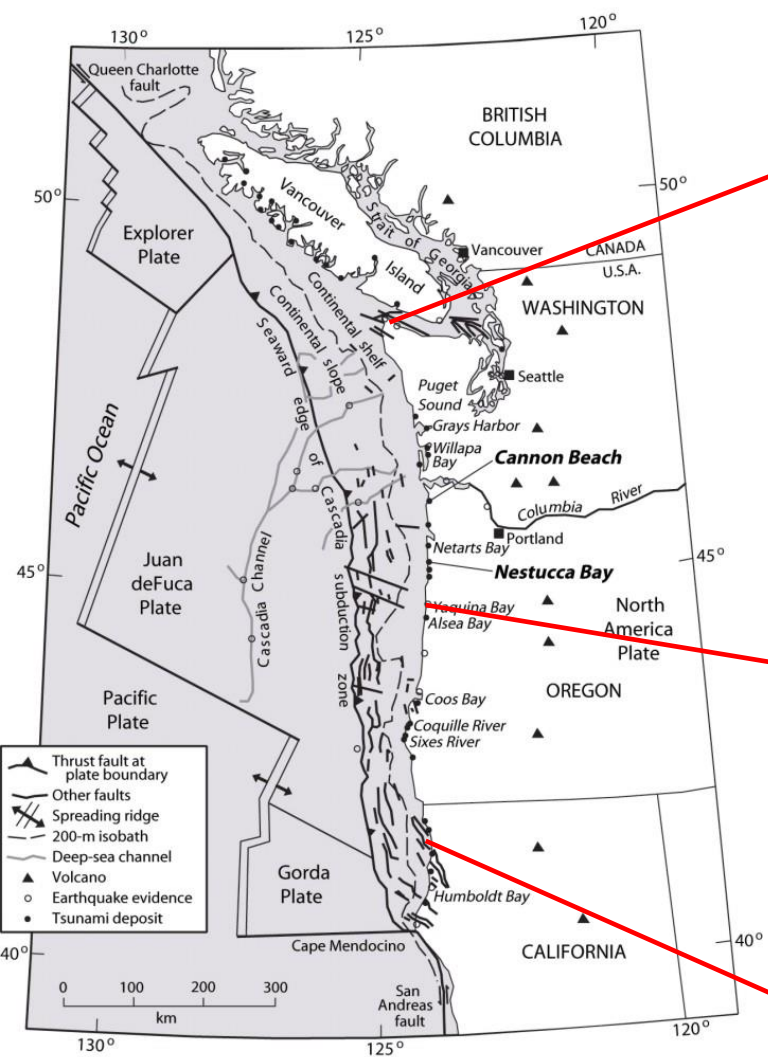 130°
125°
120°
Queen Charlotte
fault
BRITISH
COLUMBIA
50°
50°
Vancouver
Island
Strait of Georgia
Vancouver
CANADA
U.S.A.
Explorer
Plate
WASHINGTON
Continental shelf
Continental slope
Seaward edge of Cascadia subduction zone
Seattle
Puget
Sound
Grays Harbor
Willapa
Bay
Cannon Beach
Pacific Ocean
Columbia River
Portland
Netarts Bay
45°
45°
Nestucca Bay
Juan
deFuca
Plate
Cascadia Channel
Yaquina Bay
Alsea Bay
North
America
Plate
Pacific
Plate
OREGON
Coos Bay
Coquille River
Sixes River
Thrust fault at
plate boundary
Other faults
Spreading ridge
200-m isobath
Deep-sea channel
Volcano
Earthquake evidence
Tsunami deposit
Gorda
Plate
Humboldt Bay
Cape Mendocino
CALIFORNIA
40°
40°
0 100 200 300
km
San
Andreas
fault
130°
125°
120°